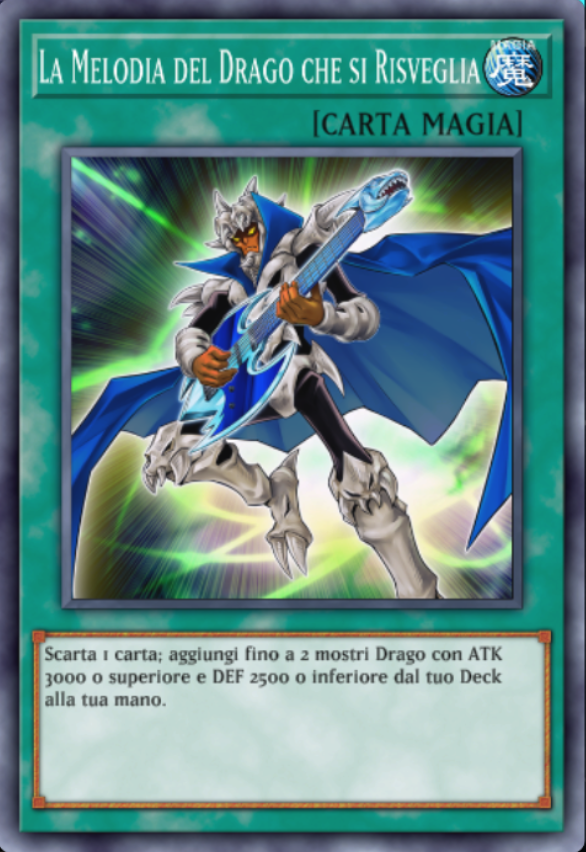 La Melodia del Drago che si Risveglia
MAGIA
魔
[CARTA MAGIA]
Scarta 1 carta; aggiungi fino a 2 mostri Drago con ATK
3000 o superiore e DEF 2500 o inferiore dal tuo Deck
alla tua mano.